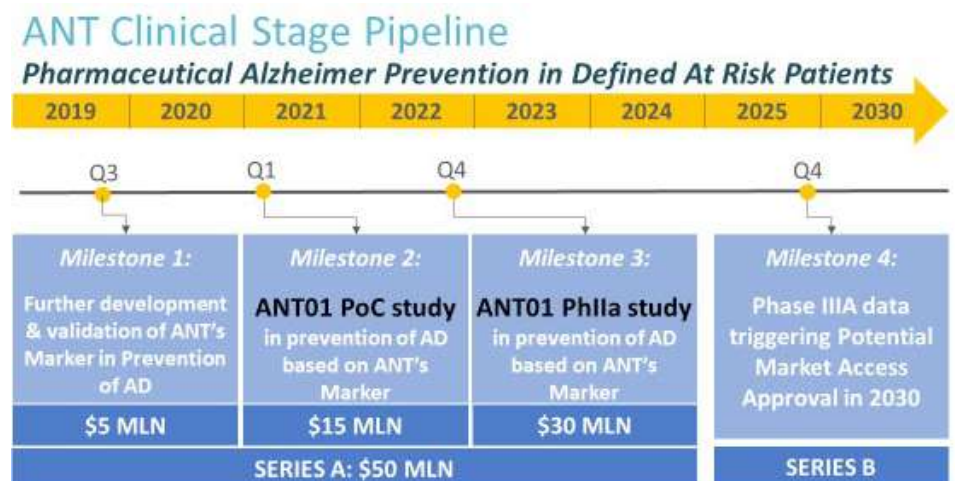 ANT Clinical Stage Pipeline
Pharmaceutical Alzheimer Prevention in Defined At Risk Patients
2019 2020 2021 2022 2023 2024 2025 2030
Q3 Q1 Q4 Q4
Milestone 1:
Further development
& validation of ANT's
Marker in Prevention
of AD
$5 MLN
Milestone 2:
ANT01 PoC study
in prevention of AD
based on ANT's
Marker
$15 MLN
Milestone 3:
ANT01 PhIIa study
in prevention of AD
based on ANT's
Marker
$30 MLN
SERIES A: $50 MLN
Milestone 4:
Phase IIIA data
triggering Potential
Market Access
Approval in 2030
SERIES B